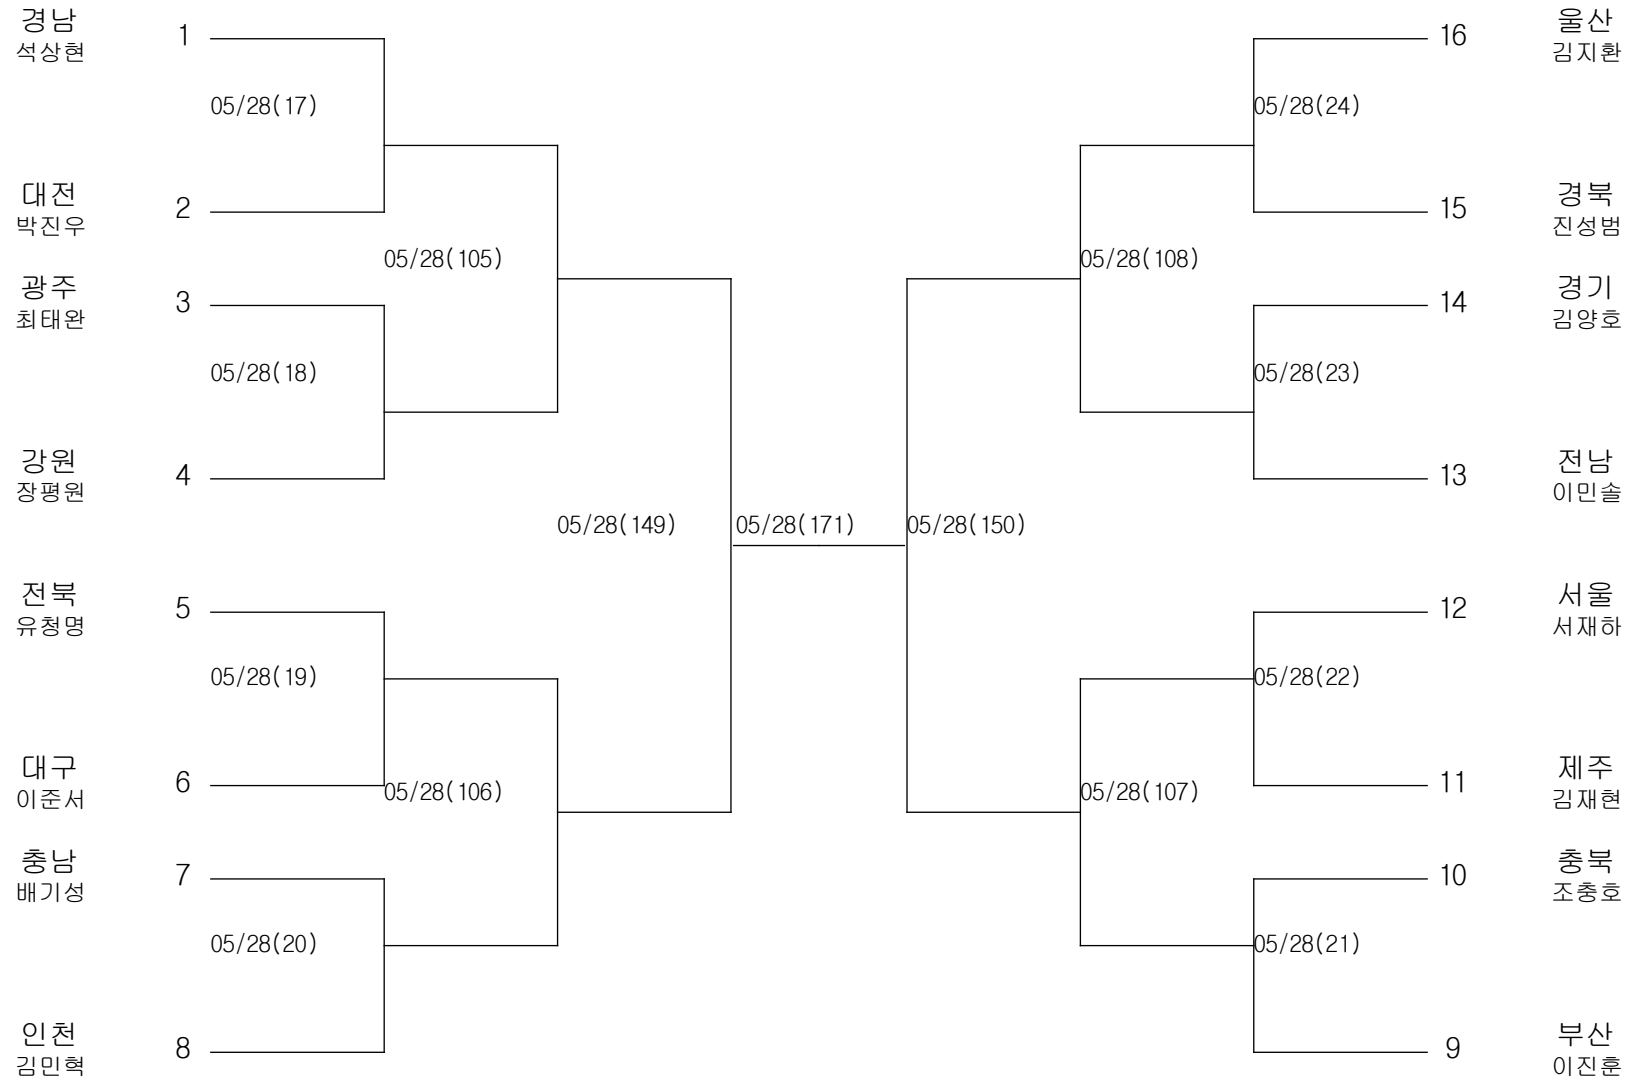 경남
석상현
1
05/28(17)
대전
박진우
2
05/28(105)
광주
최태완
3
05/28(18)
강원
장평원
4
05/28(149)
전북
유청명
5
05/28(19)
대구
이준서
6
05/28(106)
충남
배기성
7
05/28(20)
인천
김민혁
8
05/28(171)
울산
김지환
16
05/28(24)
경북
진성범
15
05/28(108)
경기
김양호
14
05/28(23)
전남
이민솔
13
05/28(150)
서울
서재하
12
05/28(22)
제주
김재현
11
05/28(107)
충북
조충호
10
05/28(21)
부산
이진훈
9